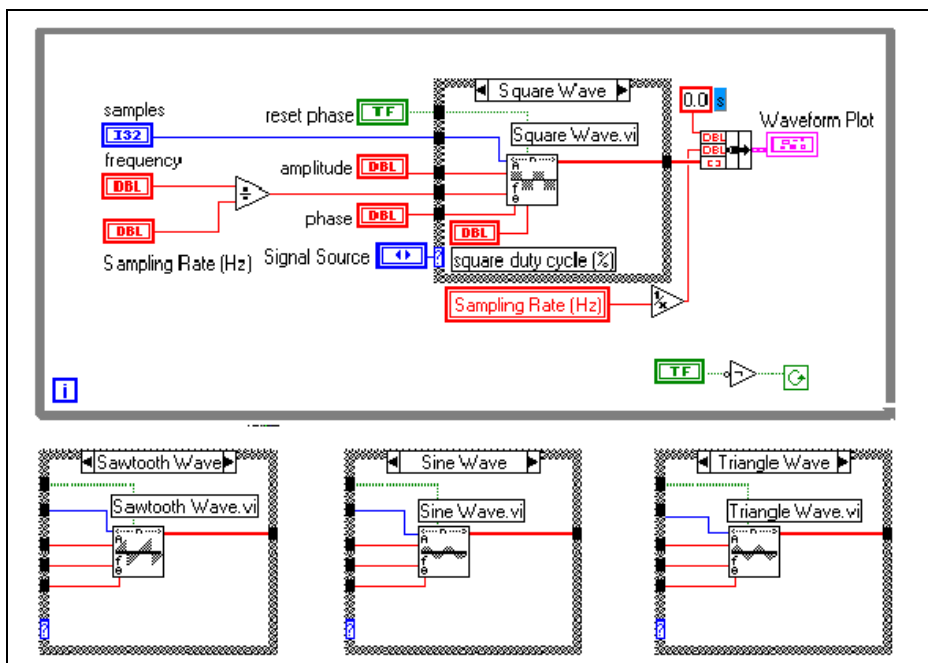 Square Wave
0.0 s
samples
reset phase
TF
Square Wave.vi
Waveform Plot
I32
DBL
DBL
frequency
amplitude
DBL
DBL
phase
DBL
DBL
DBL
Sampling Rate (Hz)
Signal Source
?
square duty cycle (%)
Sampling Rate (Hz)
1/x
TF
i
Sawtooth Wave
Sawtooth Wave.vi
A
f
?
Sine Wave
Sine Wave.vi
A
f
?
Triangle Wave
Triangle Wave.vi
A
f
?